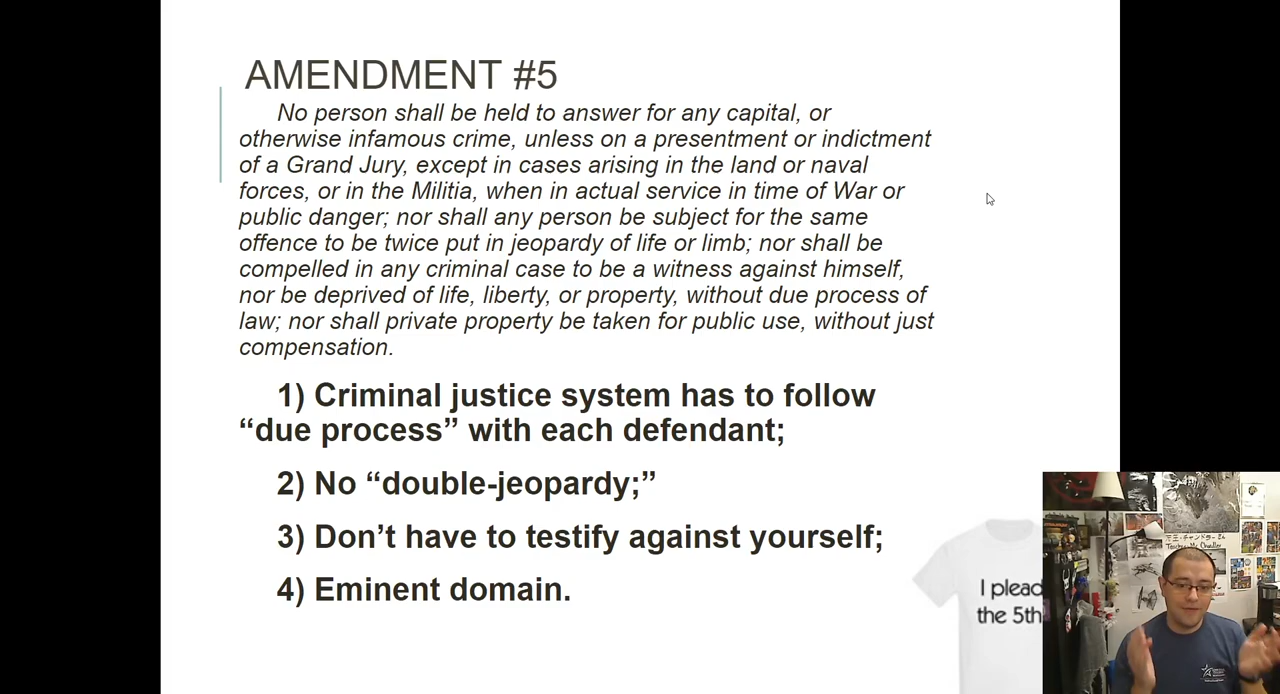 AMENDMENT #5
No person shall be held to answer for any capital, or
otherwise infamous crime, unless on a presentment or indictment
of a Grand Jury, except in cases arising in the land or naval
forces, or in the Militia, when in actual service in time of War or
public danger; nor shall any person be subject for the same
offence to be twice put in jeopardy of life or limb; nor shall be
compelled in any criminal case to be a witness against himself,
nor be deprived of life, liberty, or property, without due process of
law; nor shall private property be taken for public use, without just
compensation.
1) Criminal justice system has to follow
“due process” with each defendant;
2) No “double-jeopardy;”
3) Don’t have to testify against yourself;
4) Eminent domain.
I plead
the 5th